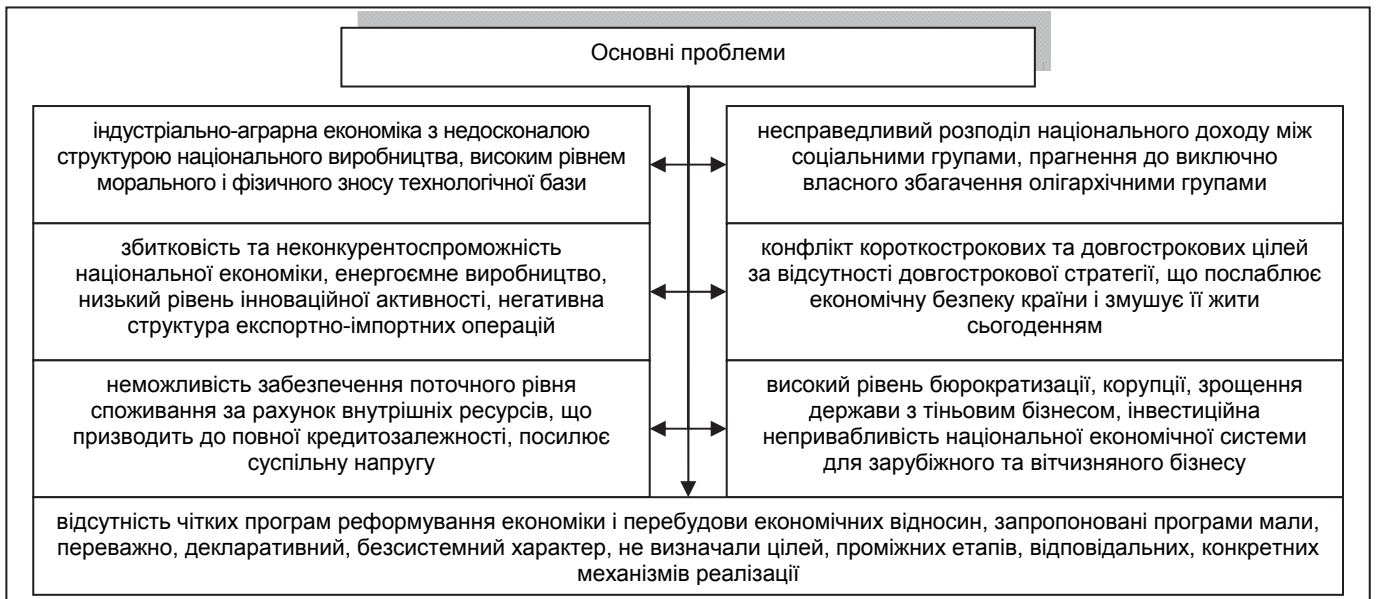 Основні проблеми
індустріально-аграрна економіка з недосконалою
структурою національного виробництва, високим рівнем
морального і фізичного зносу технологічної бази
несправедливий розподіл національного доходу між
соціальними групами, прагнення до виключно
власного збагачення олігархічними групами
збитковість та неконкурентоспроможність
національної економіки, енергоємне виробництво,
низький рівень інноваційної активності, негативна
структура експортно-імпортних операцій
конфлікт короткострокових та довгострокових цілей
за відсутності довгострокової стратегії, що послаблює
економічну безпеку країни і змушує її жити
сьогоденням
неможливість забезпечення поточного рівня
споживання за рахунок внутрішніх ресурсів, що
призводить до повної кредитозалежності, посилює
суспільну напругу
високий рівень бюрократизації, корупції, зрощення
держави з тіньовим бізнесом, інвестиційна
непривабливість національної економічної системи
для зарубіжного та вітчизняного бізнесу
відсутність чітких програм реформування економіки і перебудови економічних відносин, запропоновані програми мали,
переважно, декларативний, безсистемний характер, не визначали цілей, проміжних етапів, відповідальних, конкретних
механізмів реалізації